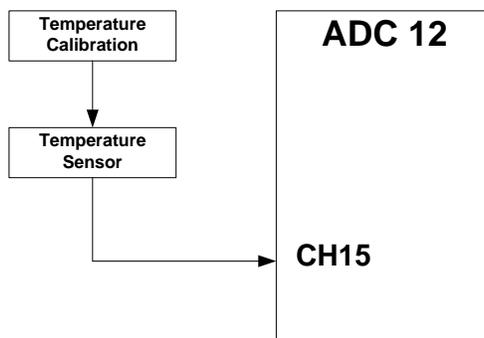 Temperature
Calibration
ADC 12
Temperature
Sensor
CH15